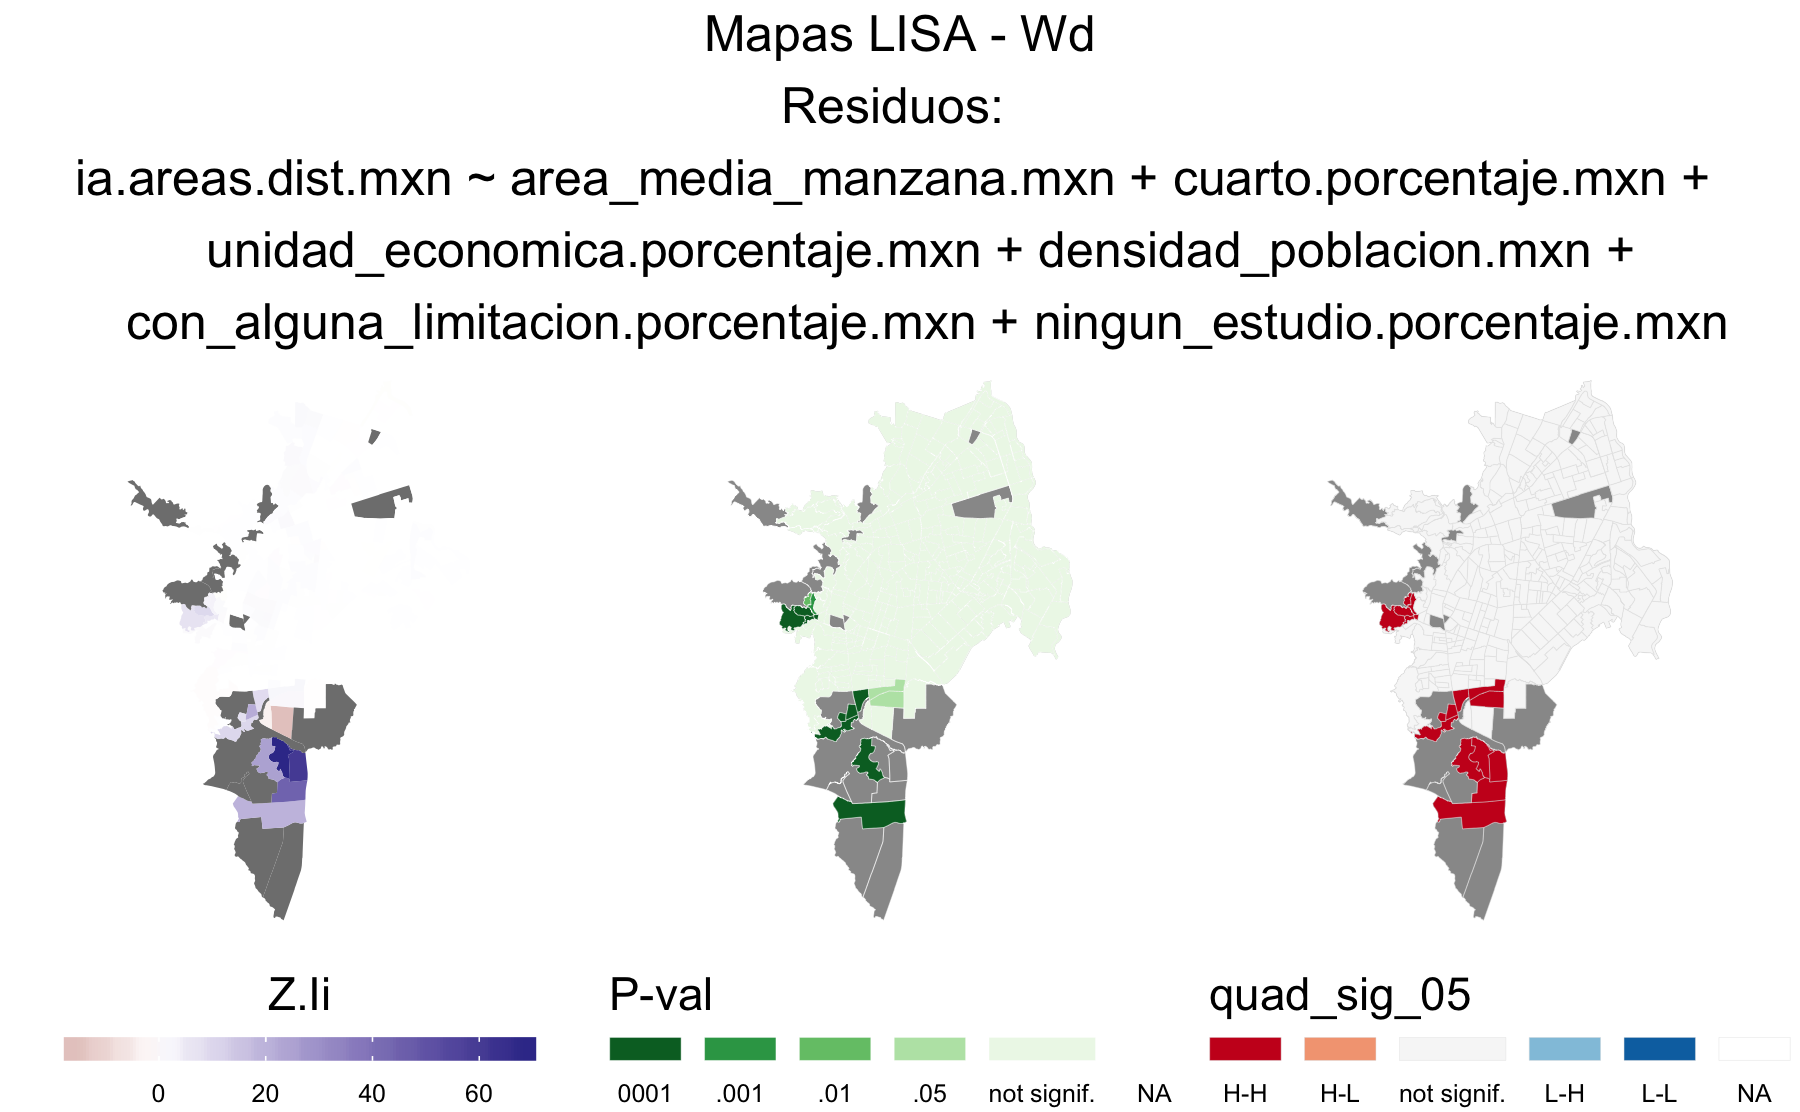 Mapas LISA - Wd
Residuos:
ia.areas.dist.mxn ~ area_media_manzana.mxn + cuarto.porcentaje.mxn +
unidad_economica.porcentaje.mxn + densidad_poblacion.mxn +
con_alguna_limitacion.porcentaje.mxn + ningun_estudio.porcentaje.mxn
Z.Ii
0 20 40 60
P-val
0001 .001 .01 .05 not signif. NA
quad_sig_05
H-H H-L not signif. L-H L-L NA